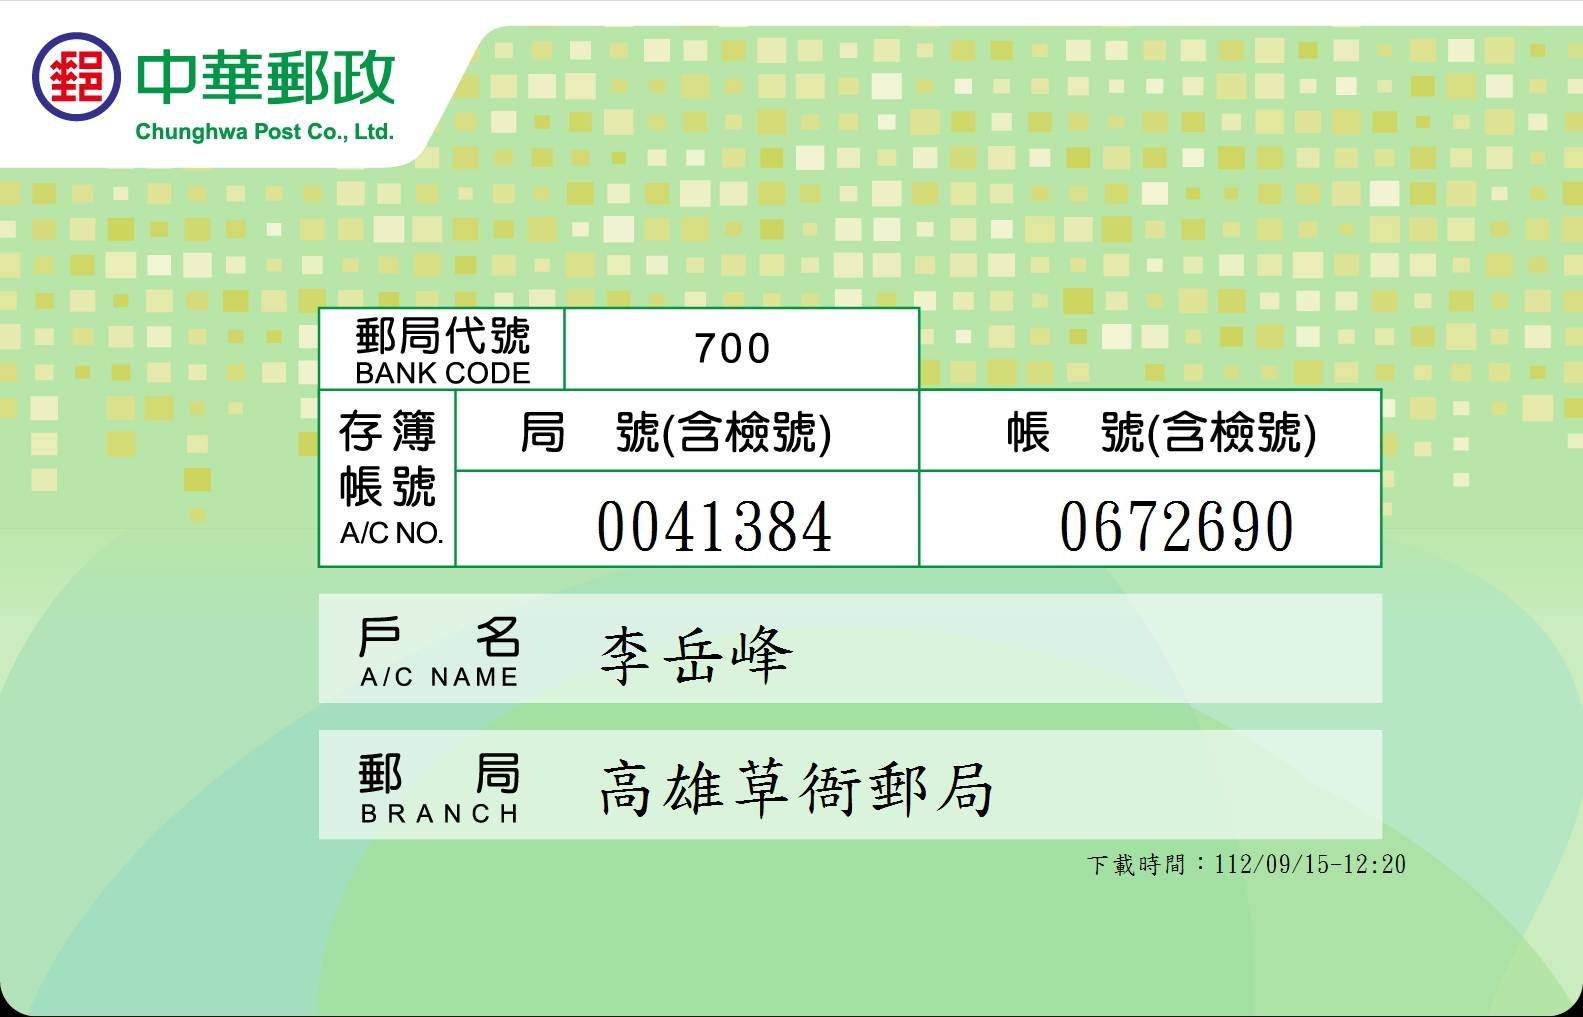 中華郵政
Chunghwa Post Co., Ltd.
郵局代號 700
BANK CODE
存簿帳號 局 號(含檢號) 帳 號(含檢號)
A/C NO. 0041384 0672690
戶 名 李岳峰
A/C NAME
郵 局 高雄草衙郵局
BRANCH
下載時間：112/09/15-12:20